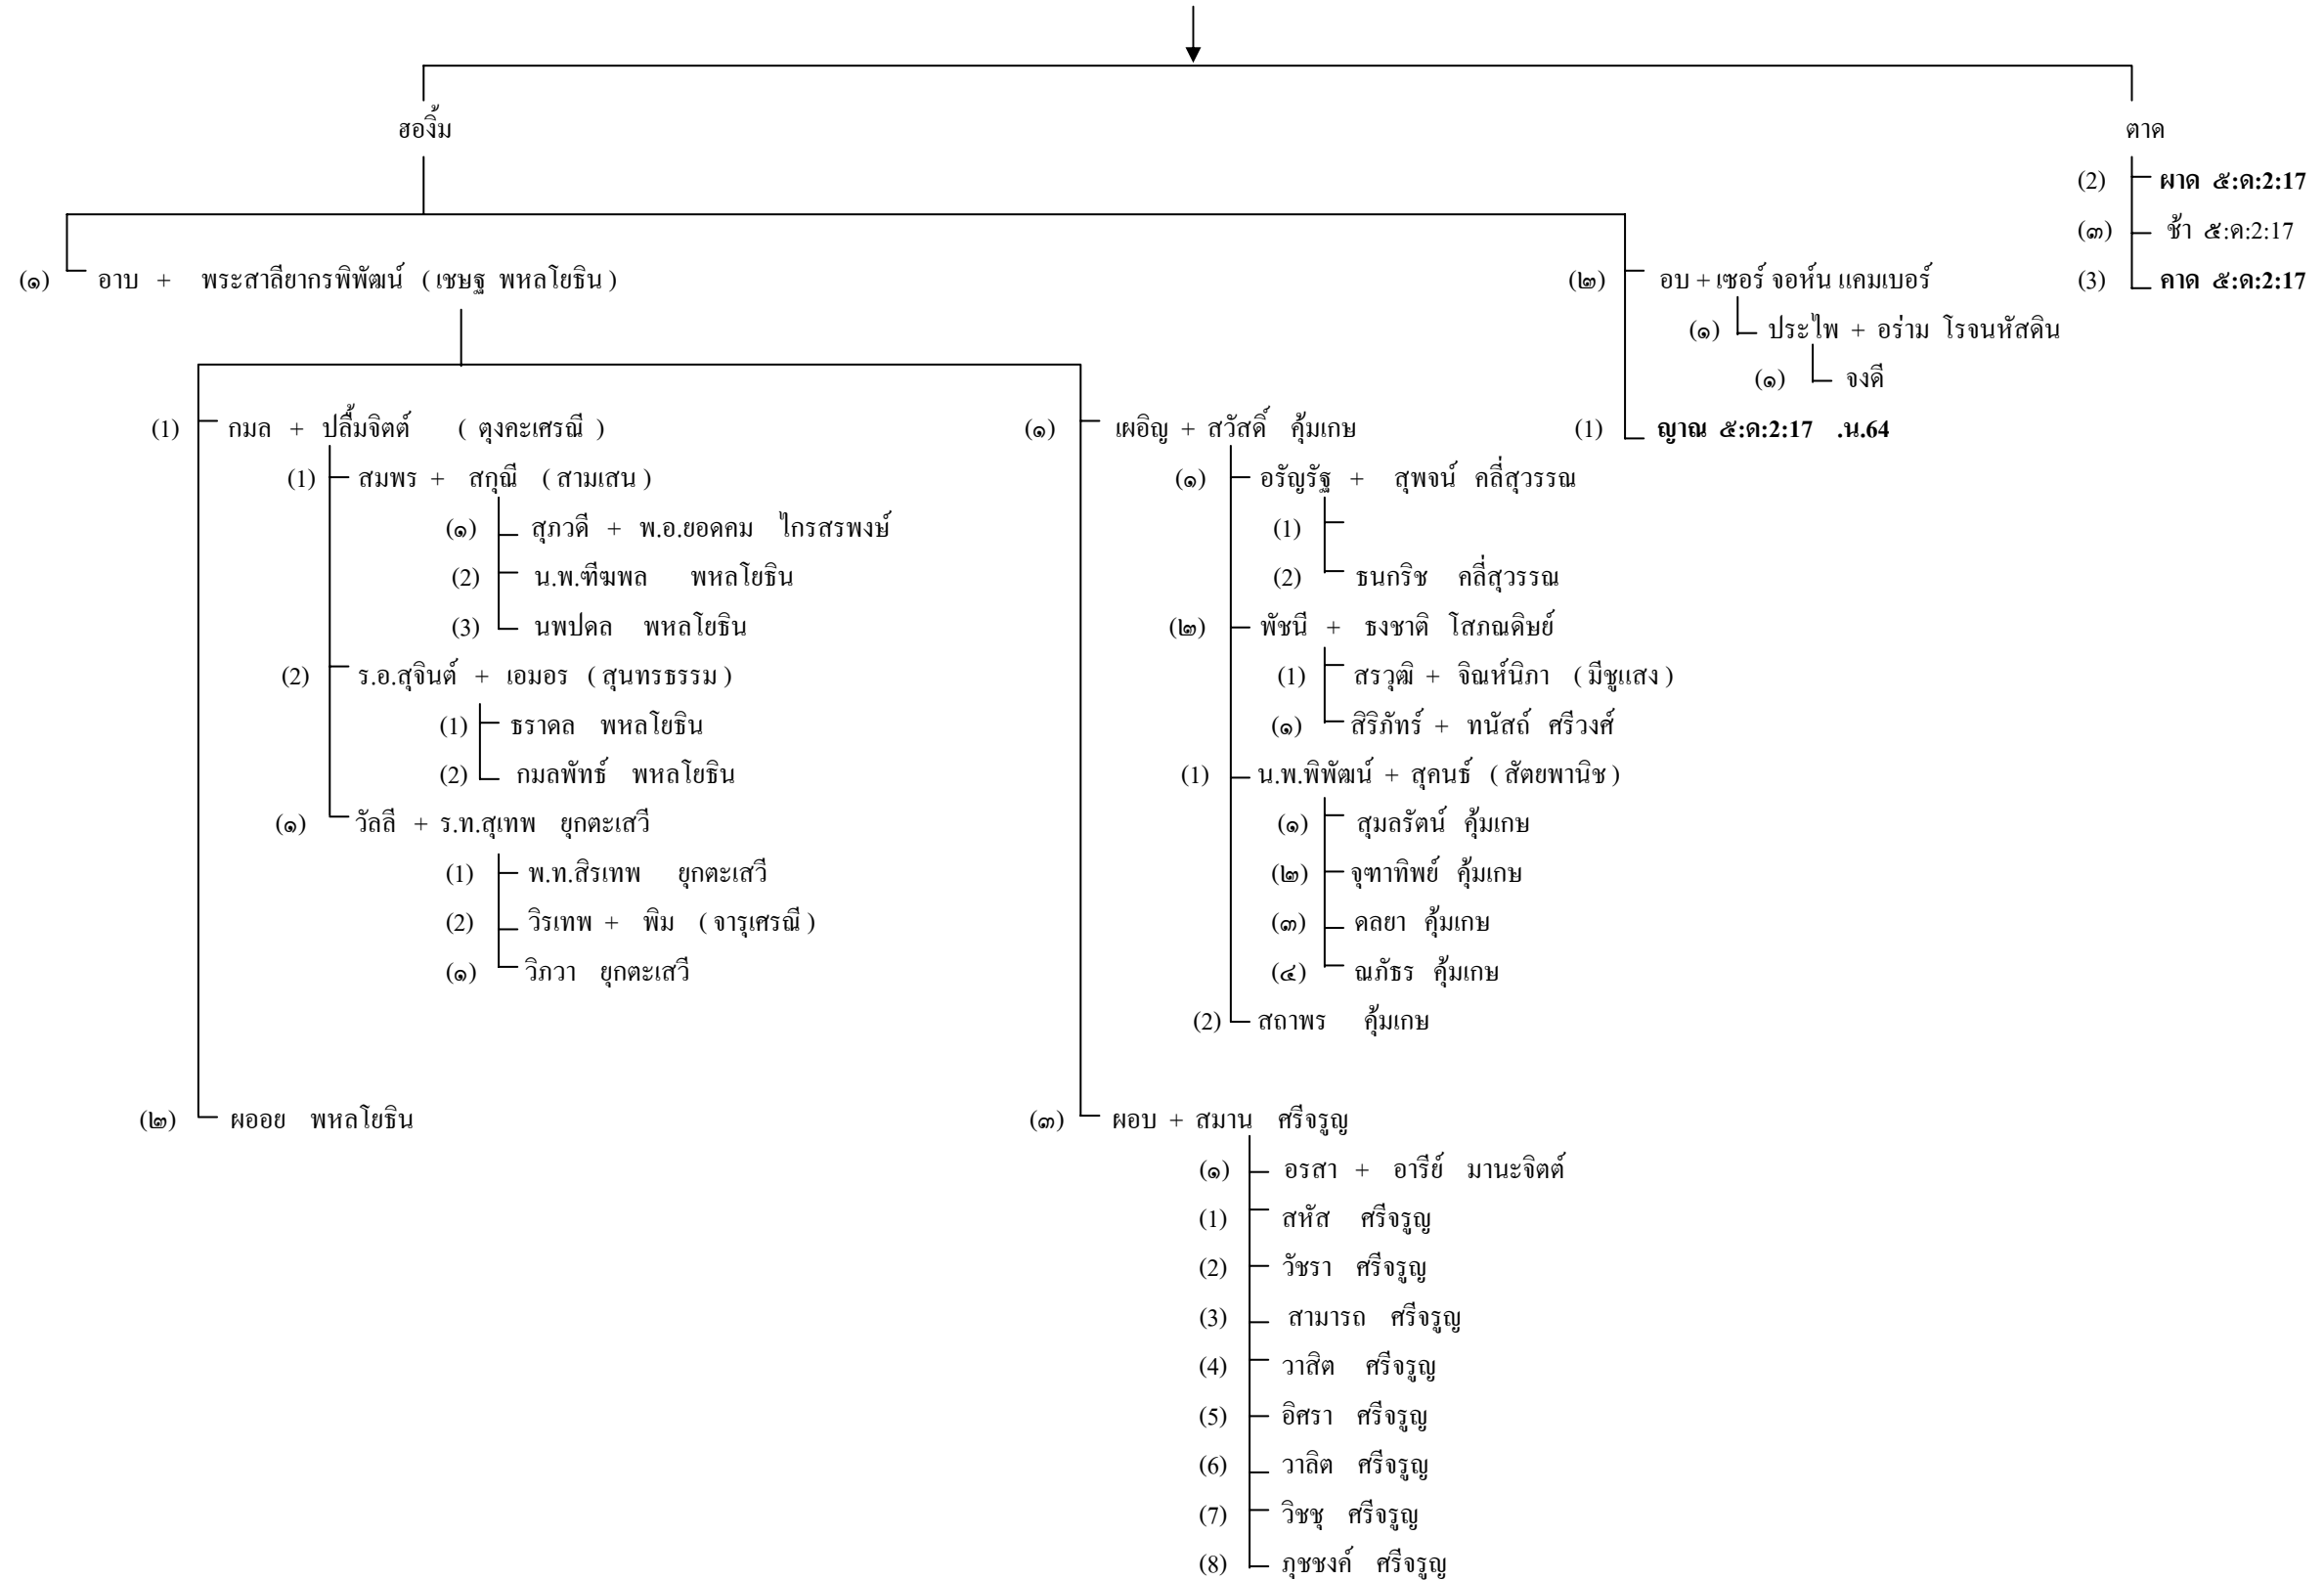 ฮองิ้ม
ตาด
(2) ผาด ๕:ด:2:17
(๓) ช้า ๕:ด:2:17
(3) คาด ๕:ด:2:17
(๑) อาบ + พระสาลียากรพิพัฒน์ ( เชษฐ พหลโยธิน )
(๒) อบ + เซอร์ จอห์น แคมเบอร์
(๑) ประไพ + อร่าม โรจนหัสดิน
(๑) จงดี
(1) ญาณ ๕:ด:2:17 .น.64
(1) กมล + ปลื้มจิตต์ ( ตุงคะเศรณี )
(1) สมพร + สกุณี ( สามเสน )
(๑) สุภวดี + พ.อ.ยอดคม ไกรสรพงษ์
(2) น.พ.ฑีฆพล พหลโยธิน
(3) นพปดล พหลโยธิน
(2) ร.อ.สุจินต์ + เอมอร ( สุนทรธรรม )
(1) ธราดล พหลโยธิน
(2) กมลพัทธ์ พหลโยธิน
(๑) วัลลี + ร.ท.สุเทพ ยุกตะเสวี
(1) พ.ท.สิรเทพ ยุกตะเสวี
(2) วิรเทพ + พิม ( จารุเศรณี )
(๑) วิภวา ยุกตะเสวี
(๒) ผออย พหลโยธิน
(๑) เผอิญ + สวัสดิ์ คุ้มเกษ
(๑) อรัญรัฐ + สุพจน์ คลี่สุวรรณ
(1)
(2) ธนกริช คลี่สุวรรณ
(๒) พัชนี + ธงชาติ โสภณดิษย์
(1) สรวุฒิ + จิณห์นิภา ( มีชูแสง )
(๑) สิริภัทร์ + ทนัสถ์ ศรีวงศ์
(1) น.พ.พิพัฒน์ + สุคนธ์ ( สัตยพานิช )
(๑) สุมลรัตน์ คุ้มเกษ
(๒) จุฑาทิพย์ คุ้มเกษ
(๓) ดลยา คุ้มเกษ
(๔) ณภัธร คุ้มเกษ
(2) สถาพร คุ้มเกษ
(๓) ผอบ + สมาน ศรีจรูญ
(๑) อรสา + อารีย์ มานะจิตต์
(1) สหัส ศรีจรูญ
(2) วัชรา ศรีจรูญ
(3) สามารถ ศรีจรูญ
(4) วาสิต ศรีจรูญ
(5) อิศรา ศรีจรูญ
(6) วาลิต ศรีจรูญ
(7) วิชชุ ศรีจรูญ
(8) ภุชชงค์ ศรีจรูญ